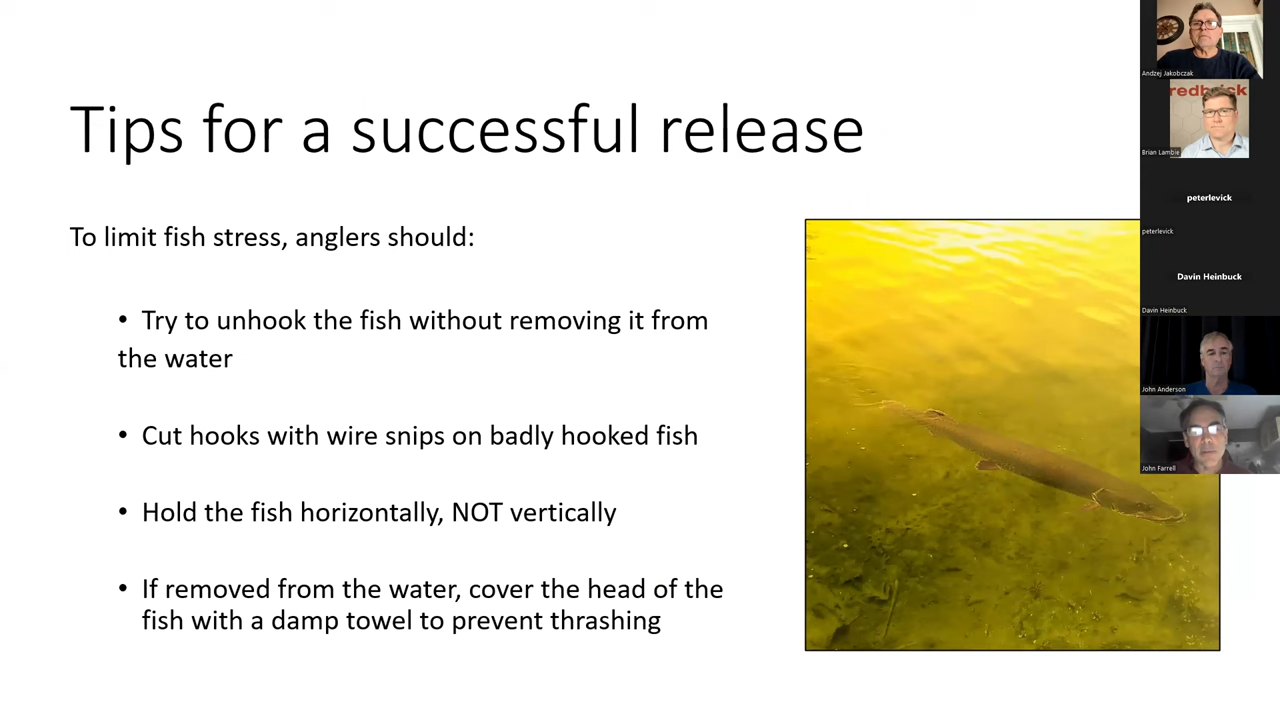 Tips for a successful release
To limit fish stress, anglers should:
• Try to unhook the fish without removing it from
the water
• Cut hooks with wire snips on badly hooked fish
• Hold the fish horizontally, NOT vertically
• If removed from the water, cover the head of the
fish with a damp towel to prevent thrashing
Andzej Jakobczak
Brian Lambie
peterlevick
peterlevick
Davin Heinbuck
Davin Heinbuck
John Anderson
John Farrell